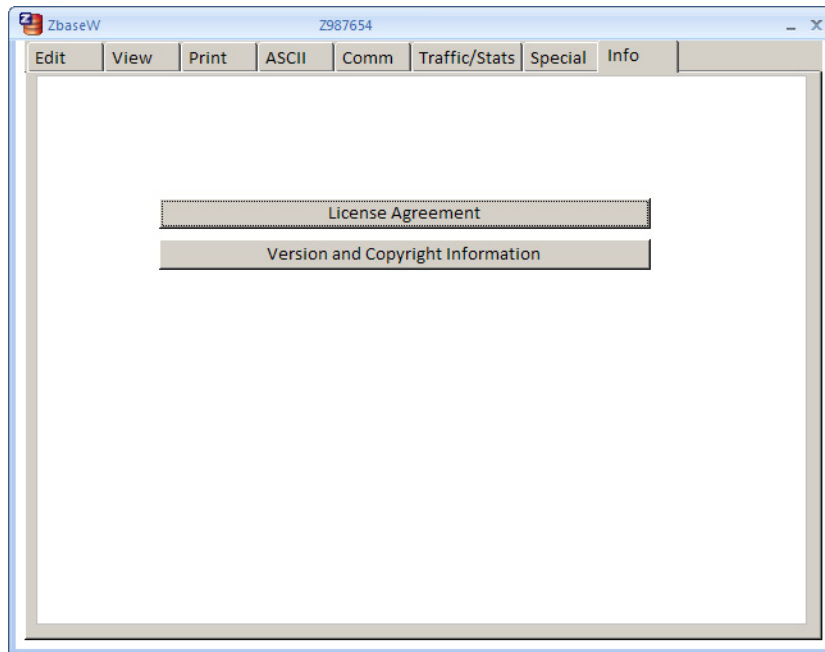 ZbaseW Z987654
Edit View Print ASCII Comm Traffic/Stats Special Info
License Agreement
Version and Copyright Information